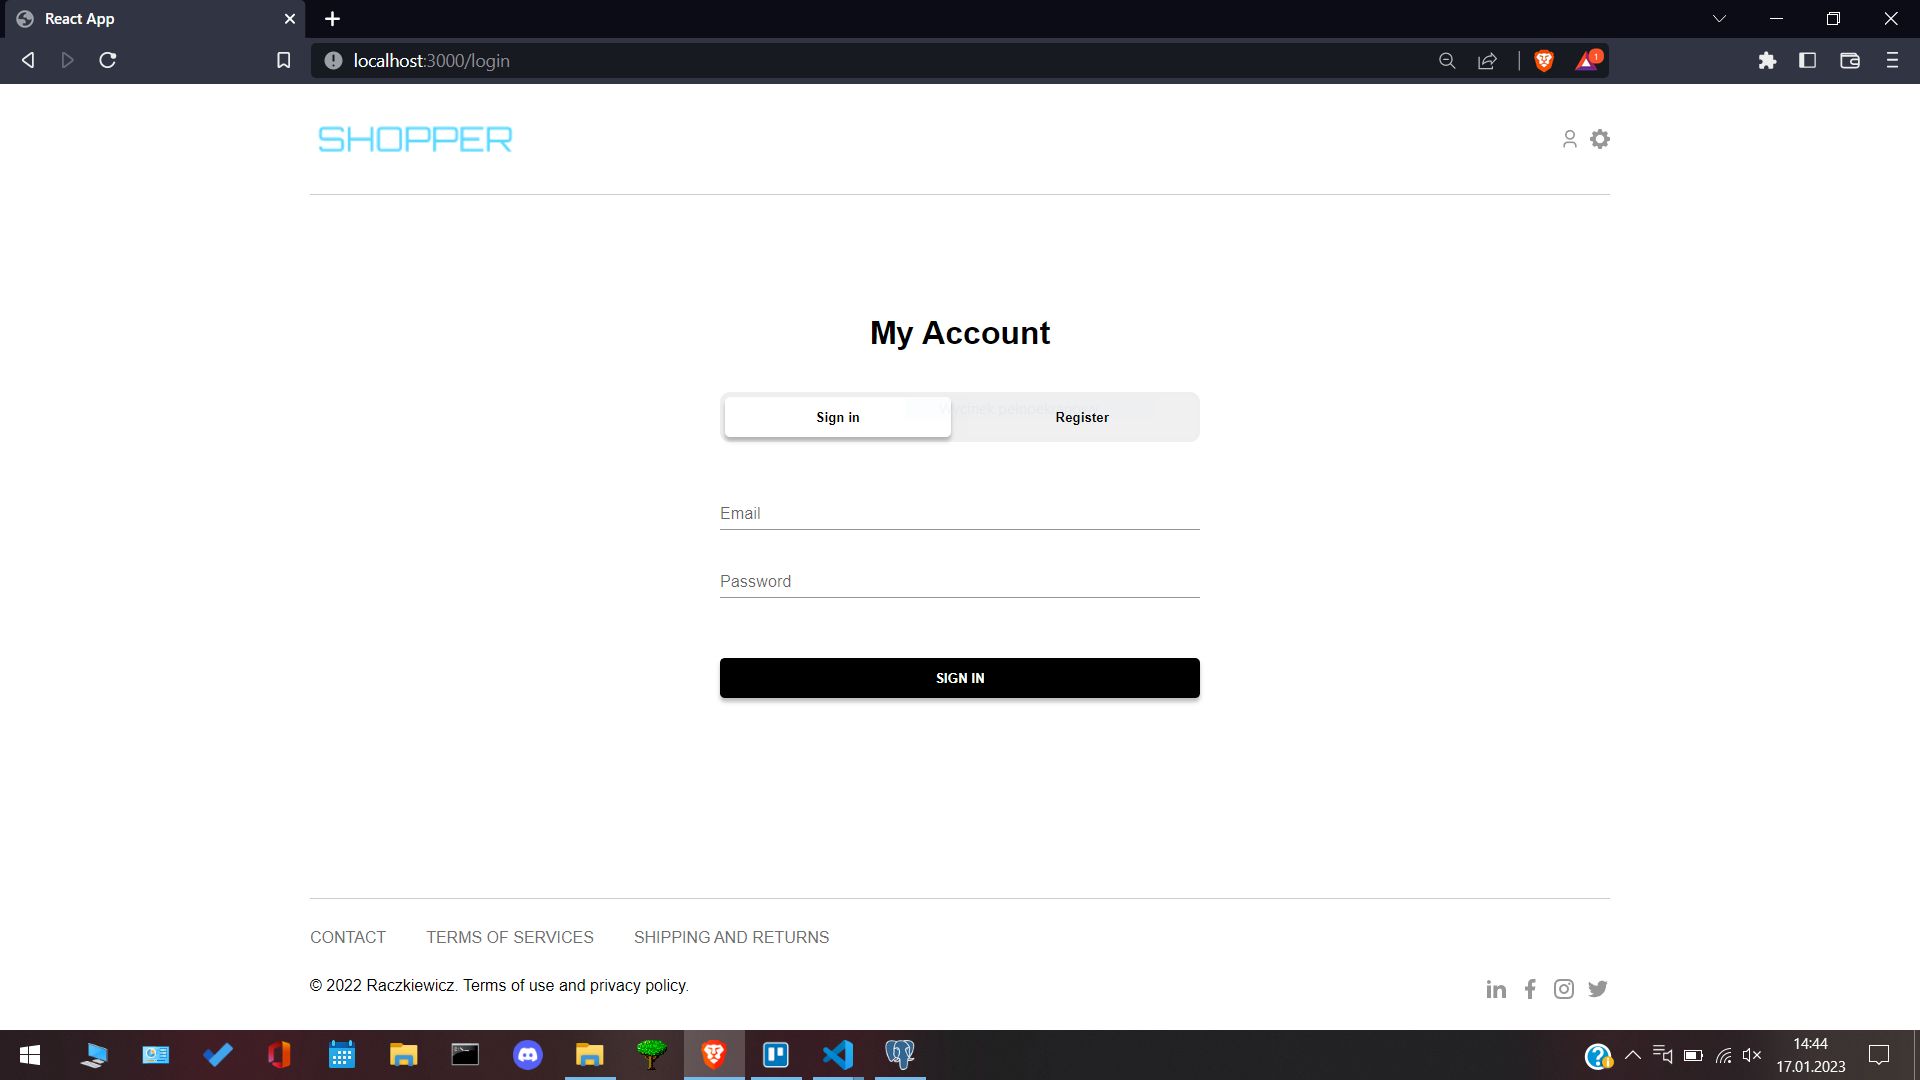 React App
localhost:3000/login
1
SHOPPER
My Account
Sign in
Register
Email
Password
SIGN IN
CONTACT
TERMS OF SERVICES
SHIPPING AND RETURNS
© 2022 Raczkiewicz. Terms of use and privacy policy.
14:44
17.01.2023